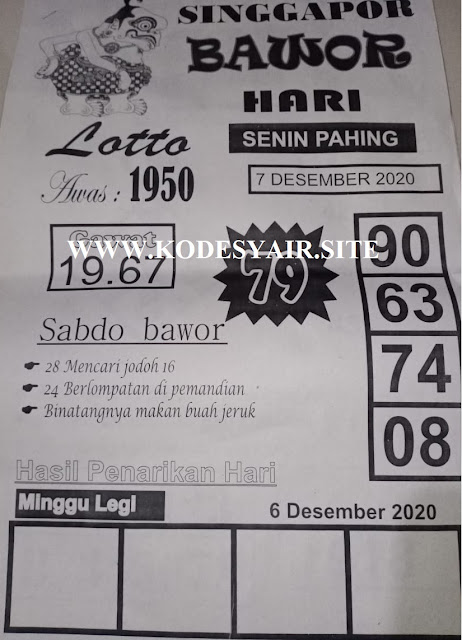 SINGGAPOR
BAWOR
HARI
Lotto
SENIN PAHING
Awas : 1950
7 DESEMBER 2020
Gawat
WWW.KODESYAIR.SITE
19.67
79
90
63
74
08
Sabdo bawor
28 Mencari jodoh 16
24 Berlompatan di pemandian
Binatangnya makan buah jeruk
Hasil Penarikan Hari
Minggu Legi
6 Desember 2020